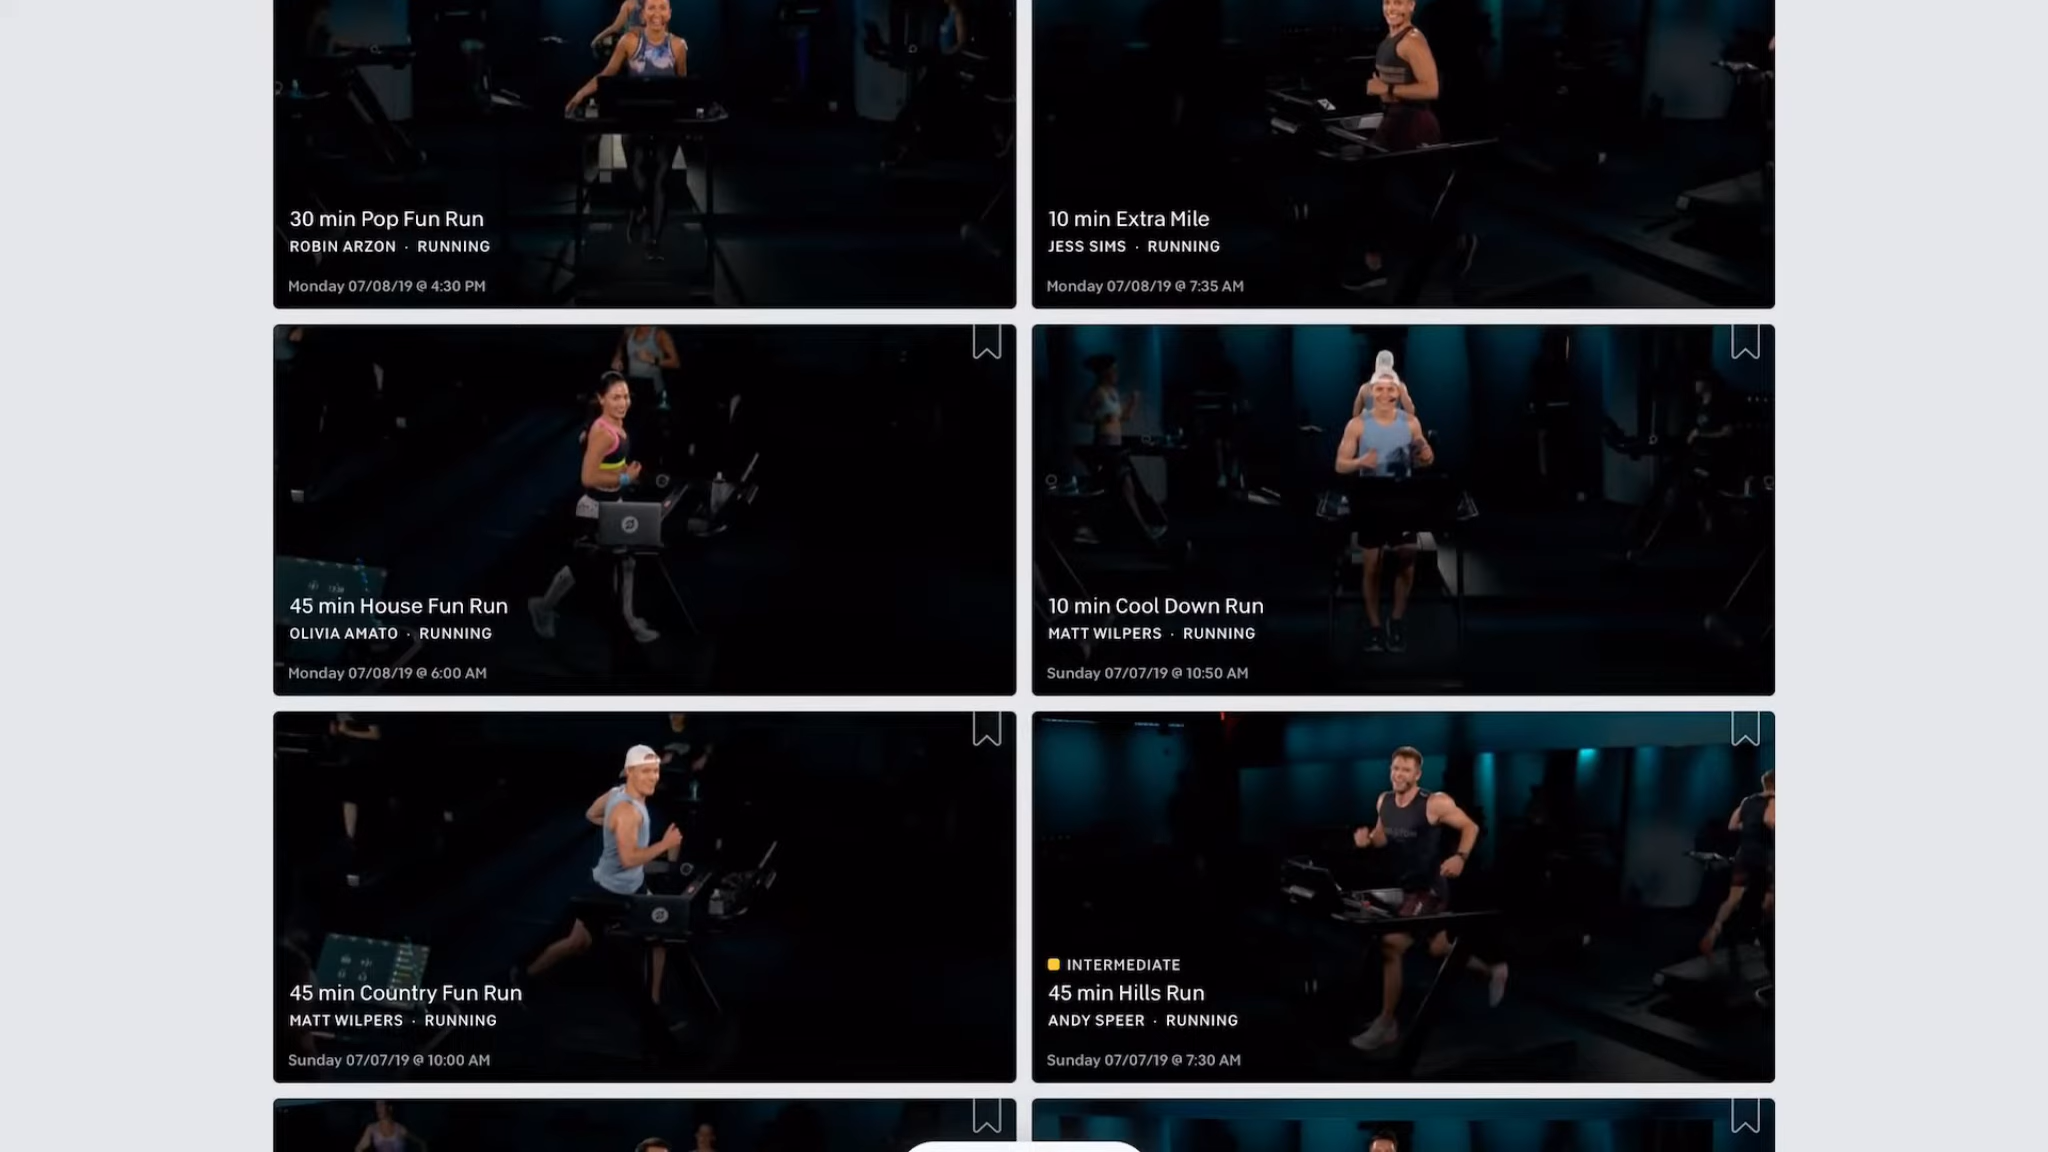 30 min Pop Fun Run
ROBIN ARZON · RUNNING
Monday 07/08/19 @ 4:30 PM
10 min Extra Mile
JESS SIMS · RUNNING
Monday 07/08/19 @ 7:35 AM
45 min House Fun Run
OLIVIA AMATO · RUNNING
Monday 07/08/19 @ 6:00 AM
10 min Cool Down Run
MATT WILPERS · RUNNING
Sunday 07/07/19 @ 10:50 AM
45 min Country Fun Run
MATT WILPERS · RUNNING
Sunday 07/07/19 @ 10:00 AM
INTERMEDIATE
45 min Hills Run
ANDY SPEER · RUNNING
Sunday 07/07/19 @ 7:30 AM